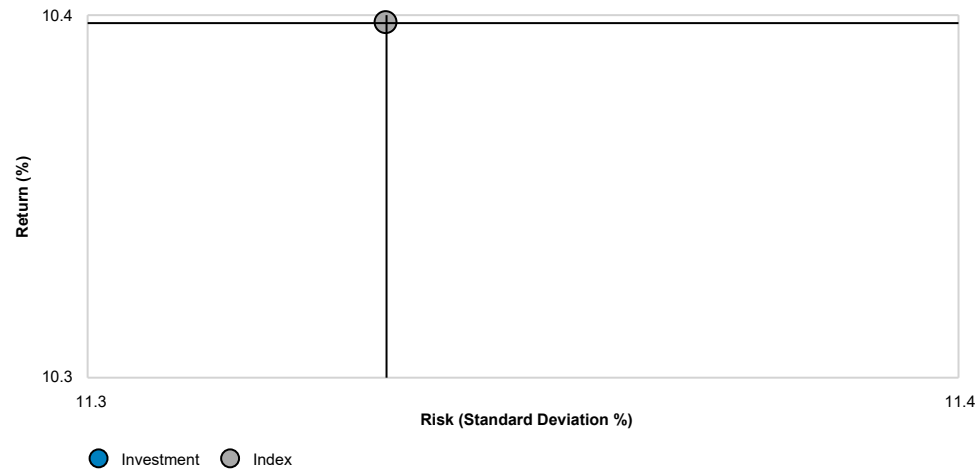 10.4
Return (%)
10.3
11.3
11.4
Risk (Standard Deviation %)
Investment
Index